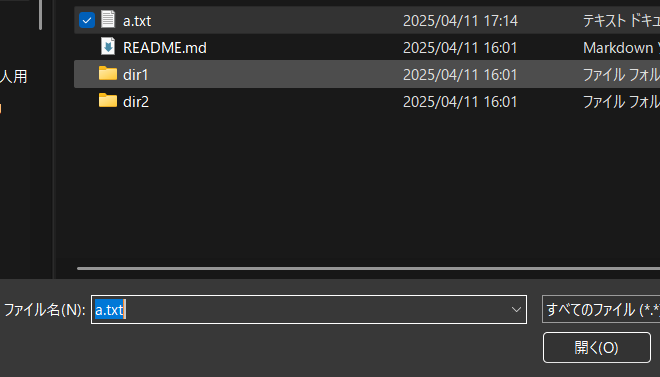 a.txt 2025/04/11 17:14 テキスト ドキュ
README.md 2025/04/11 16:01 Markdown
人用
dir1 2025/04/11 16:01 ファイル フォル
dir2 2025/04/11 16:01 ファイル フォル
ファイル名(N): a.txt すべてのファイル (*.*)
開く(O)